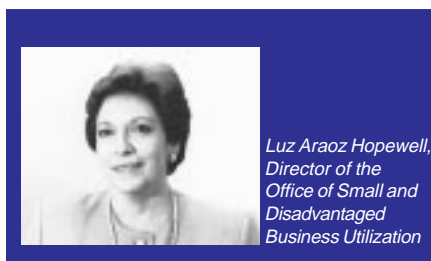 Luz Araoz Hopewell,
Director of the
Office of Small and
Disadvantaged
Business Utilization